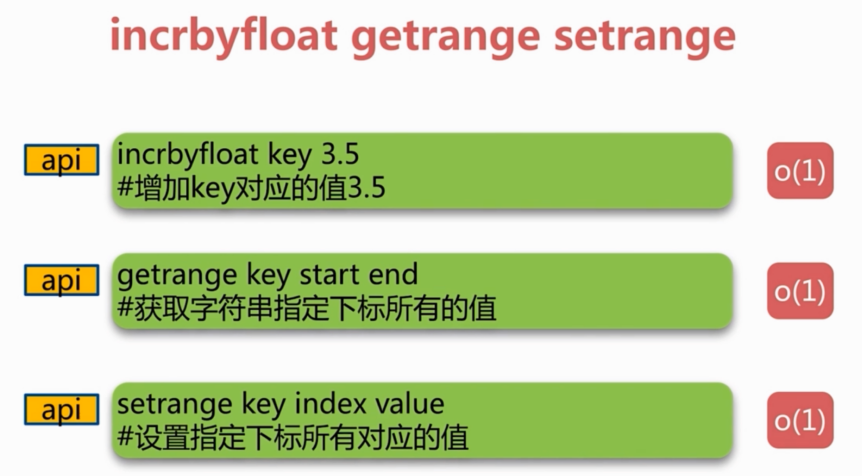 incrbyfloat getrange setrange
api
incrbyfloat key 3.5
#增加key对应的值3.5
o(1)
api
getrange key start end
#获取字符串指定下标所有的值
o(1)
api
setrange key index value
#设置指定下标所有对应的值
o(1)